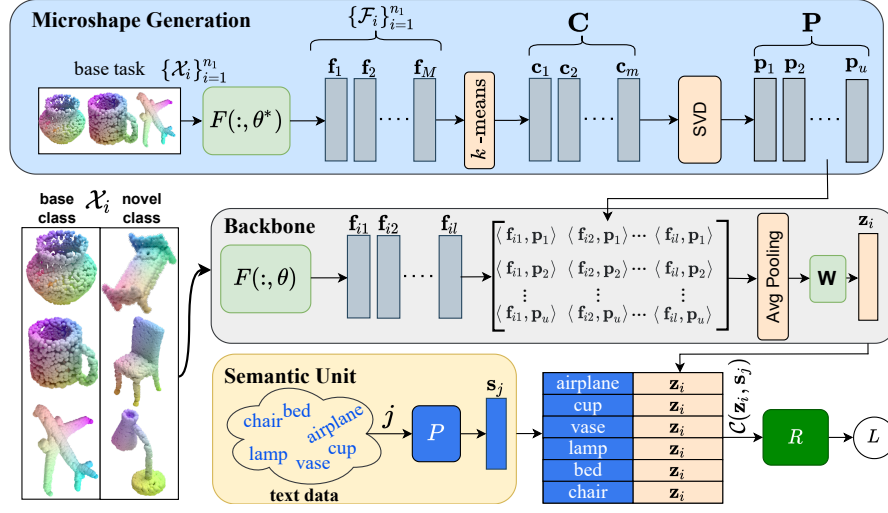 Microshape Generation
base task {𝒳_i}_{i=1}^{n_1}
F(:, θ*)
{ℱ_i}_{i=1}^{n_1}
f_1 f_2 f_M
k -means
C
c_1 c_2 c_m
SVD
P
p_1 p_2 p_u
base class
𝒳_i
novel class
Backbone
F(:, θ)
f_{i1} f_{i2} f_{il}
⟨ f_{i1}, p_1⟩ ⟨ f_{i2}, p_1⟩ ··· ⟨ f_{il}, p_1⟩
⟨ f_{i1}, p_2⟩ ⟨ f_{i2}, p_2⟩ ··· ⟨ f_{il}, p_2⟩
⋮ ⋮ ⋮
⟨ f_{i1}, p_u⟩ ⟨ f_{i2}, p_u⟩ ··· ⟨ f_{il}, p_u⟩
Avg Pooling
W
z_i
Semantic Unit
chair
bed
airplane
lamp
vase
cup
text data
j
P
s_j
airplane z_i
cup z_i
vase z_i
lamp z_i
bed z_i
chair z_i
𝒞(z_i, s_j)
R
L